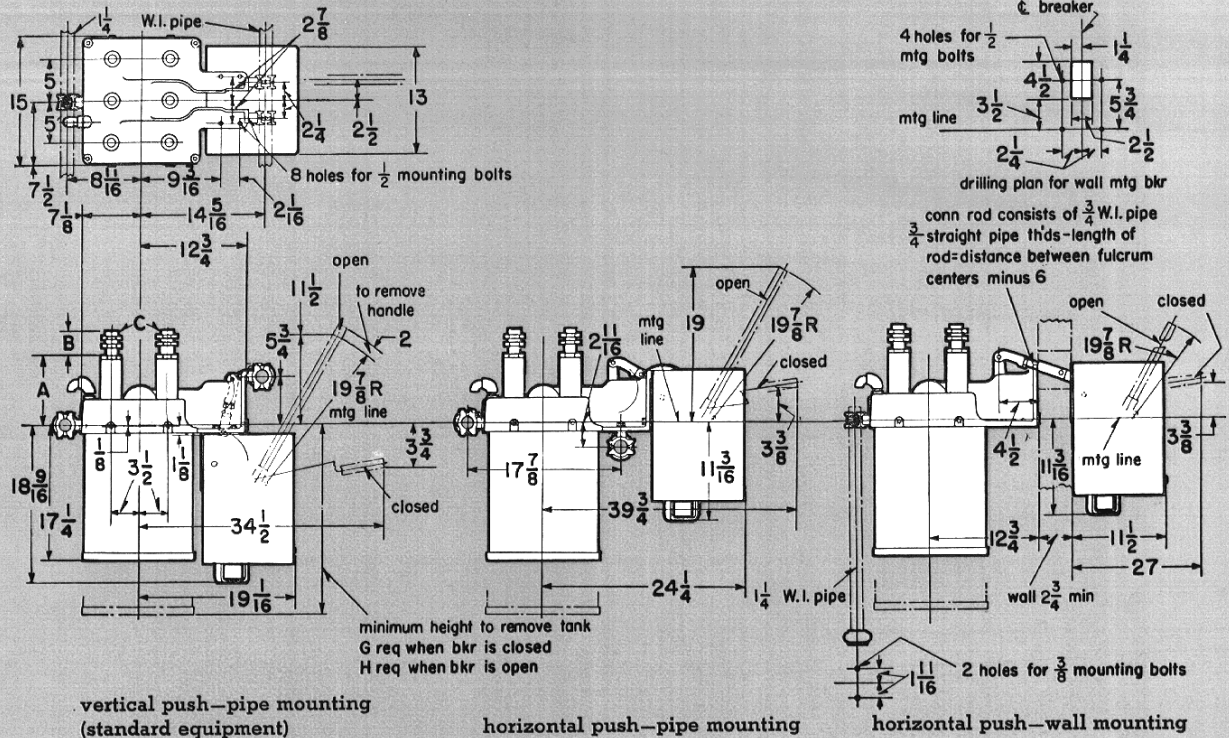 1 1/4
W.I. pipe
2 7/8
15
5
5
13
2 1/4
2 1/2
7 1/2
8 11/16
9 3/16
8 holes for 1/2 mounting bolts
2 1/16
7 1/8
14 5/16
12 3/4
℄ breaker
4 holes for 1/2
mtg bolts
1 1/4
4 1/2
3 1/2
5 3/4
mtg line
2 1/4
2 1/2
drilling plan for wall mtg bkr
conn rod consists of 3/4 W.I. pipe
3/4 straight pipe th'ds-length of
rod=distance between fulcrum
centers minus 6
open
11 1/2
to remove
handle
2
C
B
A
5 3/4
19 7/8 R
mtg line
1/8
3 1/2
1 1/8
3 3/4
closed
18 9/16
17 1/4
34 1/2
19 1/16
minimum height to remove tank
G req when bkr is closed
H req when bkr is open
vertical push—pipe mounting
(standard equipment)
open
19
mtg
line
2 11/16
19 7/8 R
closed
3 3/8
17 7/8
11 3/16
39 3/4
24 1/4
horizontal push—pipe mounting
open
closed
19 7/8 R
4 1/2
3 3/8
11 3/16
mtg line
12 3/4
11 1/2
27
1 1/4 W.I. pipe
wall 2 3/4 min
2 holes for 3/8 mounting bolts
1 11/16
horizontal push—wall mounting